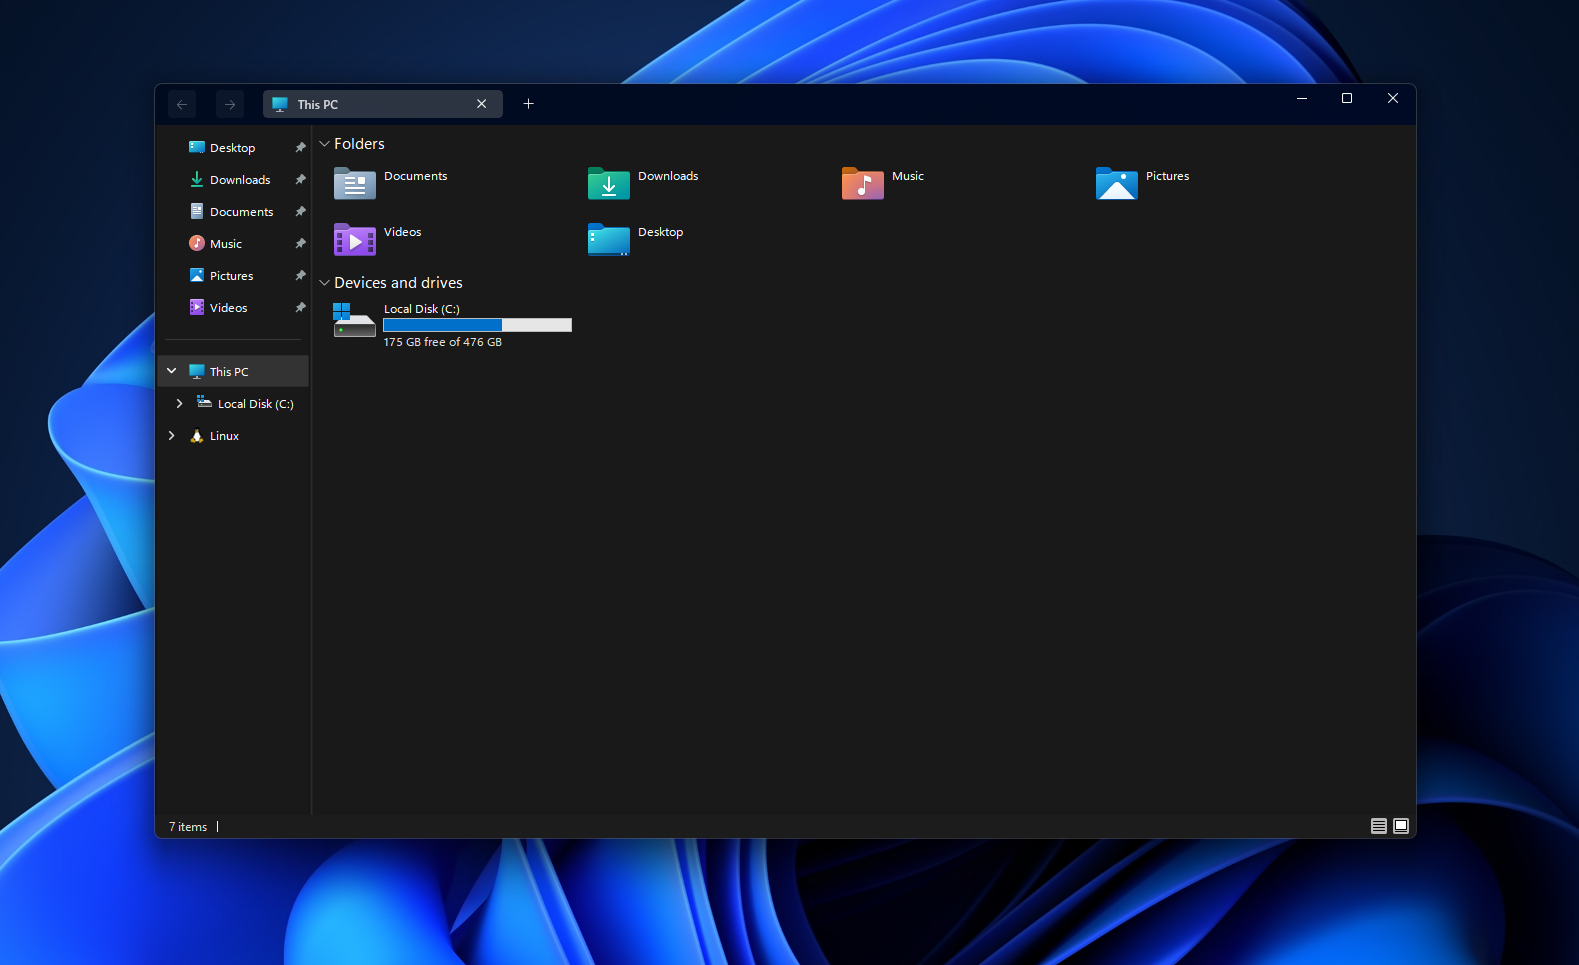 This PC
Desktop
Downloads
Documents
Music
Pictures
Videos
This PC
Local Disk (C:)
Linux
Folders
Documents
Downloads
Music
Pictures
Videos
Desktop
Devices and drives
Local Disk (C:)
175 GB free of 476 GB
7 items